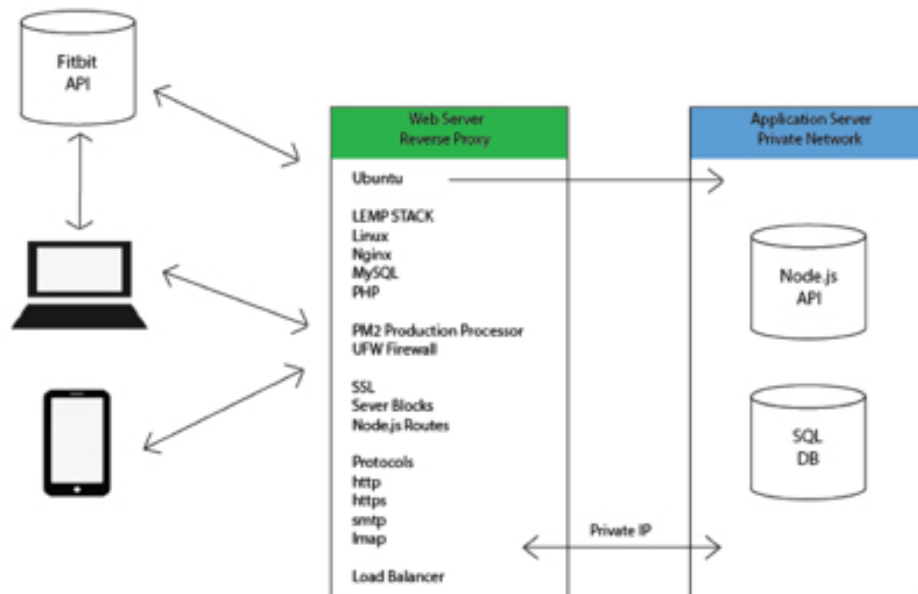 Fitbit
API
Web Server
Reverse Proxy
Ubuntu
LEMP STACK
Linux
Nginx
MySQL
PHP
PM2 Production Processor
UFW Firewall
SSL
Sever Blocks
Node.js Routes
Protocols
http
https
smtp
Imap
Load Balancer
Private IP
Application Server
Private Network
Node.js
API
SQL
DB